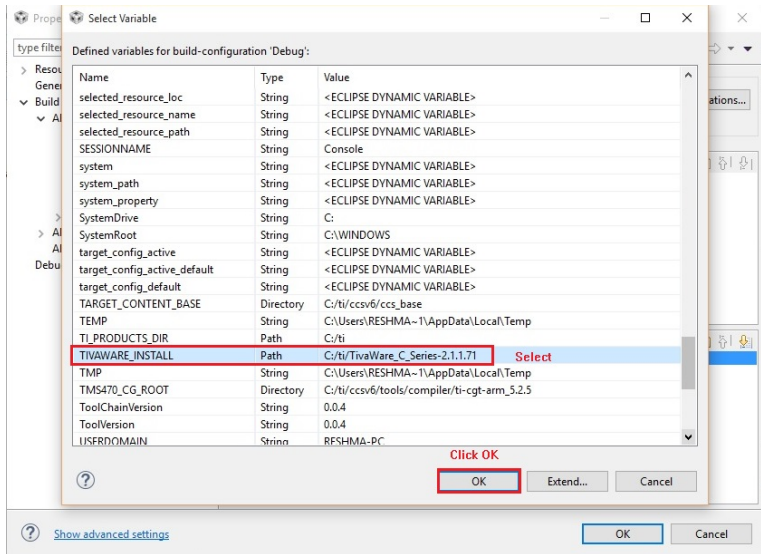 Prope Select Variable
type filte Defined variables for build-configuration 'Debug':
Resou
Gener
Build
Al
Al
Al
Debu
ations...
Name Type Value
selected_resource_loc String <ECLIPSE DYNAMIC VARIABLE>
selected_resource_name String <ECLIPSE DYNAMIC VARIABLE>
selected_resource_path String <ECLIPSE DYNAMIC VARIABLE>
SESSIONNAME String Console
system String <ECLIPSE DYNAMIC VARIABLE>
system_path String <ECLIPSE DYNAMIC VARIABLE>
system_property String <ECLIPSE DYNAMIC VARIABLE>
SystemDrive String C:
SystemRoot String C:\WINDOWS
target_config_active String <ECLIPSE DYNAMIC VARIABLE>
target_config_active_default String <ECLIPSE DYNAMIC VARIABLE>
target_config_default String <ECLIPSE DYNAMIC VARIABLE>
TARGET_CONTENT_BASE Directory C:/ti/ccsv6/ccs_base
TEMP String C:\Users\RESHMA~1\AppData\Local\Temp
TI_PRODUCTS_DIR Path C:/ti
TIVAWARE_INSTALL Path C:/ti/TivaWare_C_Series-2.1.1.71 Select
TMP String C:\Users\RESHMA~1\AppData\Local\Temp
TMS470_CG_ROOT Directory C:/ti/ccsv6/tools/compiler/ti-cgt-arm_5.2.5
ToolChainVersion String 0.0.4
ToolVersion String 0.0.4
USERDOMAIN String RESHMA-PC
Click OK
OK Extend... Cancel
Show advanced settings OK Cancel